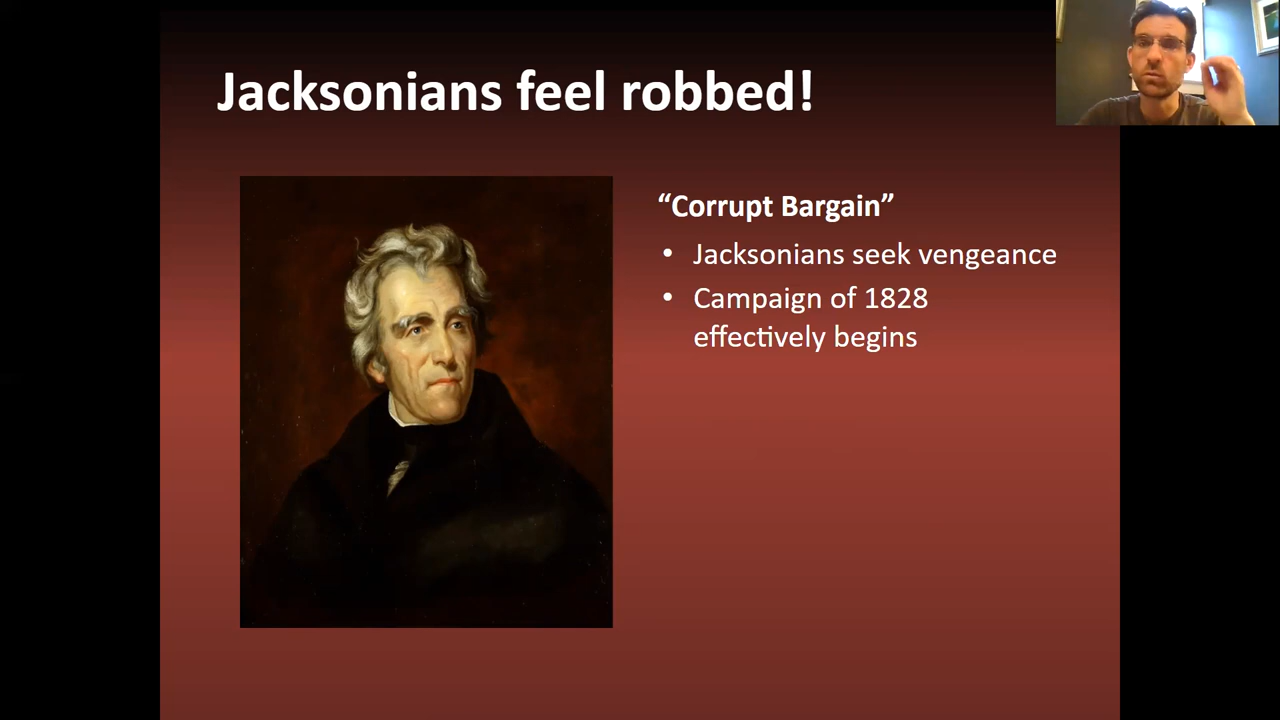 Jacksonians feel robbed!
“Corrupt Bargain”
• Jacksonians seek vengeance
• Campaign of 1828
effectively begins